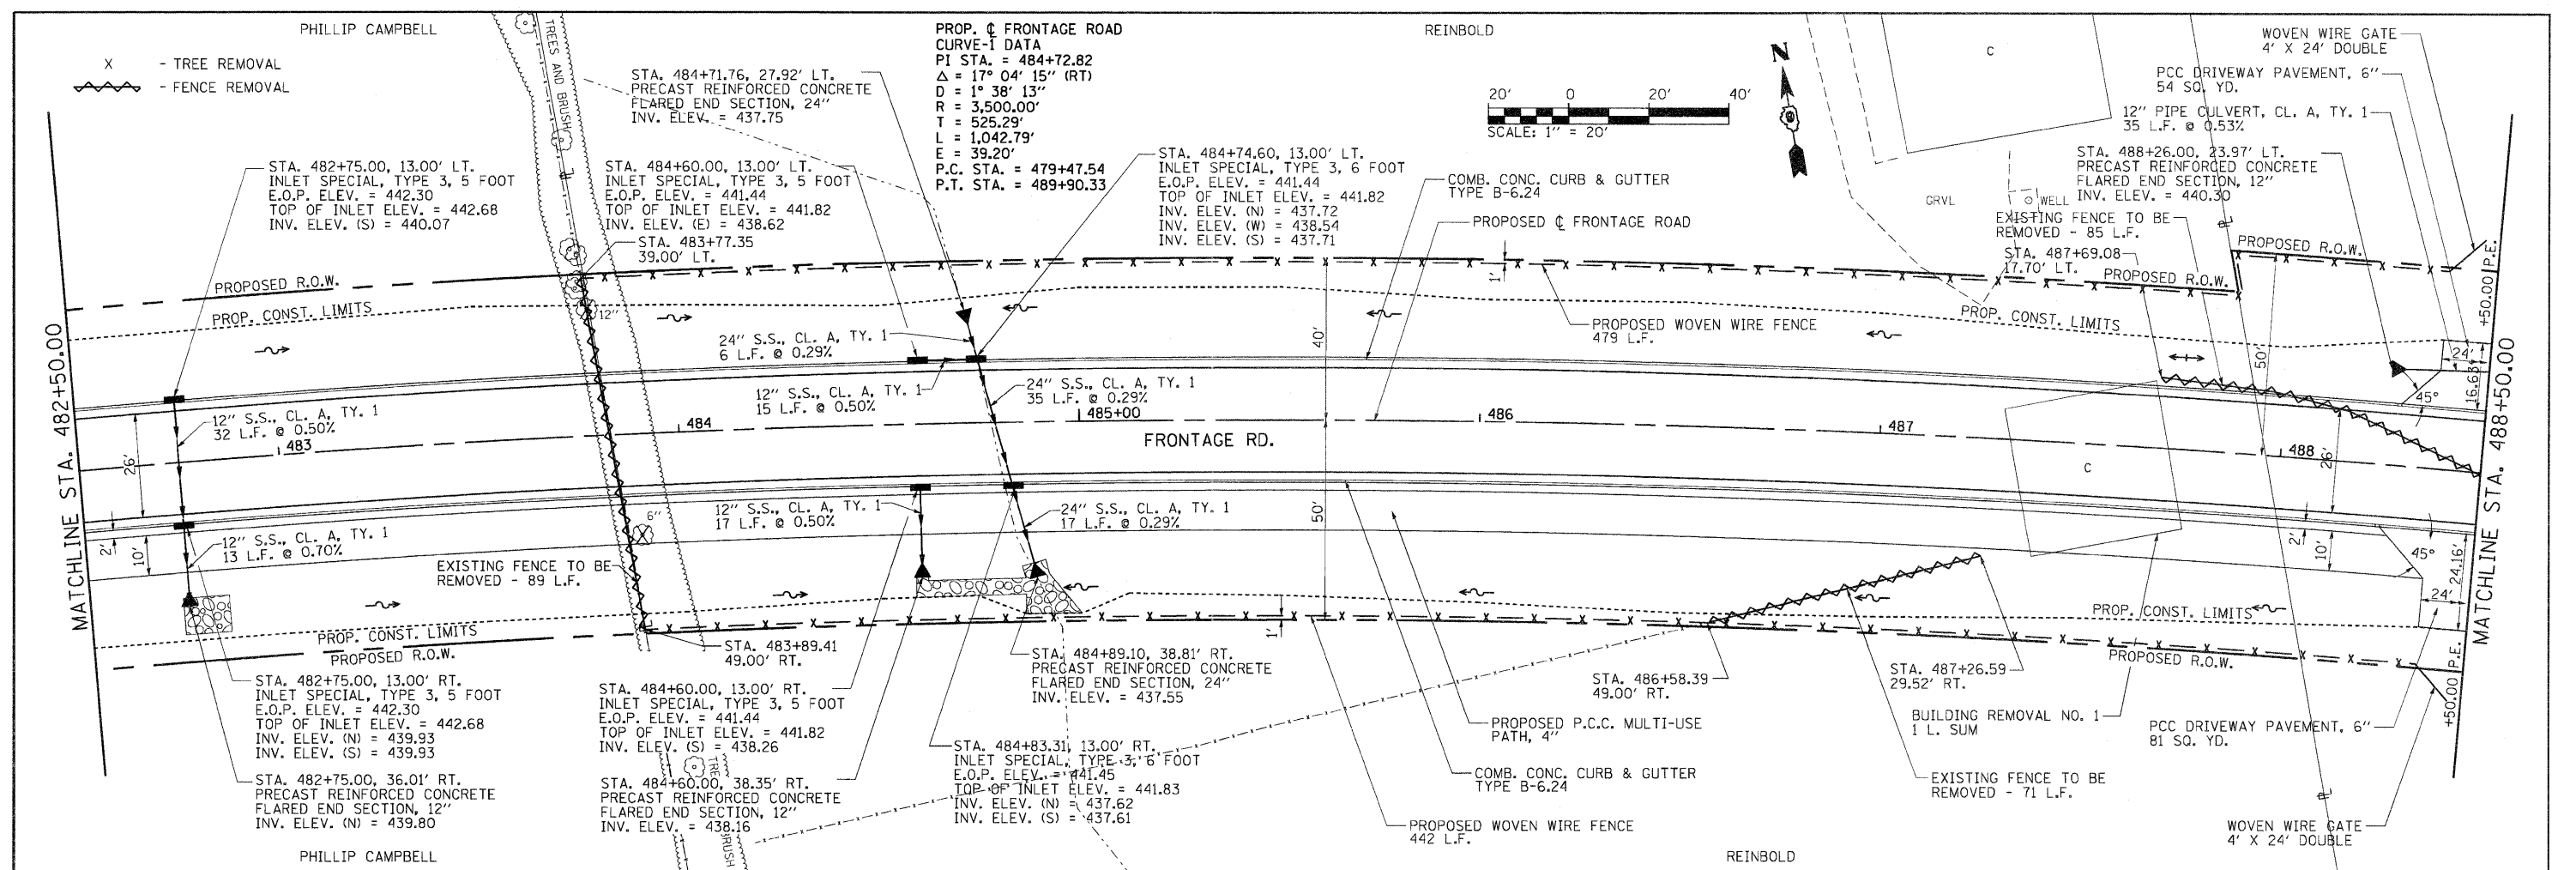 PHILLIP CAMPBELL
X - TREE REMOVAL
- FENCE REMOVAL
TREES AND BRUSH
STA. 484+71.76, 27.92' LT.
PRECAST REINFORCED CONCRETE
FLARED END SECTION, 24"
INV. ELEV. = 437.75
PROP. ℄ FRONTAGE ROAD
CURVE-1 DATA
PI STA. = 484+72.82
Δ = 17° 04' 15" (RT)
D = 1° 38' 13"
R = 3,500.00'
T = 525.29'
L = 1,042.79'
E = 39.20'
P.C. STA. = 479+47.54
P.T. STA. = 489+90.33
REINBOLD
N
20' 0 20' 40'
SCALE: 1" = 20'
C
WOVEN WIRE GATE
4' X 24' DOUBLE
PCC DRIVEWAY PAVEMENT, 6"
54 SQ. YD.
12" PIPE CULVERT, CL. A, TY. 1
35 L.F. @ 0.53%
STA. 488+26.00, 23.97' LT.
PRECAST REINFORCED CONCRETE
FLARED END SECTION, 12"
INV. ELEV. = 440.30
GRVL
WELL
EXISTING FENCE TO BE
REMOVED - 85 L.F.
STA. 487+69.08
17.70' LT.
STA. 482+75.00, 13.00' LT.
INLET SPECIAL, TYPE 3, 5 FOOT
E.O.P. ELEV. = 442.30
TOP OF INLET ELEV. = 442.68
INV. ELEV. (S) = 440.07
STA. 484+60.00, 13.00' LT.
INLET SPECIAL, TYPE 3, 5 FOOT
E.O.P. ELEV. = 441.44
TOP OF INLET ELEV. = 441.82
INV. ELEV. (E) = 438.62
STA. 483+77.35
39.00' LT.
STA. 484+74.60, 13.00' LT.
INLET SPECIAL, TYPE 3, 6 FOOT
E.O.P. ELEV. = 441.44
TOP OF INLET ELEV. = 441.82
INV. ELEV. (N) = 437.72
INV. ELEV. (W) = 438.54
INV. ELEV. (S) = 437.71
COMB. CONC. CURB & GUTTER
TYPE B-6.24
PROPOSED ℄ FRONTAGE ROAD
PROPOSED R.O.W.
PROPOSED R.O.W.
PROPOSED R.O.W.
PROP. CONST. LIMITS
PROP. CONST. LIMITS
12"
1'
40'
PROPOSED WOVEN WIRE FENCE
479 L.F.
50'
+50.00 P.E.
24'
16.63'
45°
24" S.S., CL. A, TY. 1
6 L.F. @ 0.29%
12" S.S., CL. A, TY. 1
15 L.F. @ 0.50%
24" S.S., CL. A, TY. 1
35 L.F. @ 0.29%
MATCHLINE STA. 482+50.00
MATCHLINE STA. 488+50.00
12" S.S., CL. A, TY. 1
32 L.F. @ 0.50%
26'
483
484
485+00
486
487
488
FRONTAGE RD.
26'
C
12" S.S., CL. A, TY. 1
13 L.F. @ 0.70%
2'
10'
6"
12" S.S., CL. A, TY. 1
17 L.F. @ 0.50%
24" S.S., CL. A, TY. 1
17 L.F. @ 0.29%
50'
2'
10'
45°
24.16'
24'
EXISTING FENCE TO BE
REMOVED - 89 L.F.
PROP. CONST. LIMITS
PROPOSED R.O.W.
STA. 483+89.41
49.00' RT.
1'
PROP. CONST. LIMITS
PROPOSED R.O.W.
+50.00 P.E.
STA. 482+75.00, 13.00' RT.
INLET SPECIAL, TYPE 3, 5 FOOT
E.O.P. ELEV. = 442.30
TOP OF INLET ELEV. = 442.68
INV. ELEV. (N) = 439.93
INV. ELEV. (S) = 439.93
STA. 482+75.00, 36.01' RT.
PRECAST REINFORCED CONCRETE
FLARED END SECTION, 12"
INV. ELEV. (N) = 439.80
STA. 484+60.00, 13.00' RT.
INLET SPECIAL, TYPE 3, 5 FOOT
E.O.P. ELEV. = 441.44
TOP OF INLET ELEV. = 441.82
INV. ELEV. (S) = 438.26
STA. 484+60.00, 38.35' RT.
PRECAST REINFORCED CONCRETE
FLARED END SECTION, 12"
INV. ELEV. = 438.16
BRUSH
STA. 484+89.10, 38.81' RT.
PRECAST REINFORCED CONCRETE
FLARED END SECTION, 24"
INV. ELEV. = 437.55
STA. 484+83.31, 13.00' RT.
INLET SPECIAL, TYPE 3, 6 FOOT
E.O.P. ELEV. = 441.45
TOP OF INLET ELEV. = 441.83
INV. ELEV. (N) = 437.62
INV. ELEV. (S) = 437.61
STA. 486+58.39
49.00' RT.
STA. 487+26.59
29.52' RT.
PROPOSED P.C.C. MULTI-USE
PATH, 4"
BUILDING REMOVAL NO. 1
1 L. SUM
PCC DRIVEWAY PAVEMENT, 6"
81 SQ. YD.
COMB. CONC. CURB & GUTTER
TYPE B-6.24
EXISTING FENCE TO BE
REMOVED - 71 L.F.
PROPOSED WOVEN WIRE FENCE
442 L.F.
WOVEN WIRE GATE
4' X 24' DOUBLE
PHILLIP CAMPBELL
REINBOLD